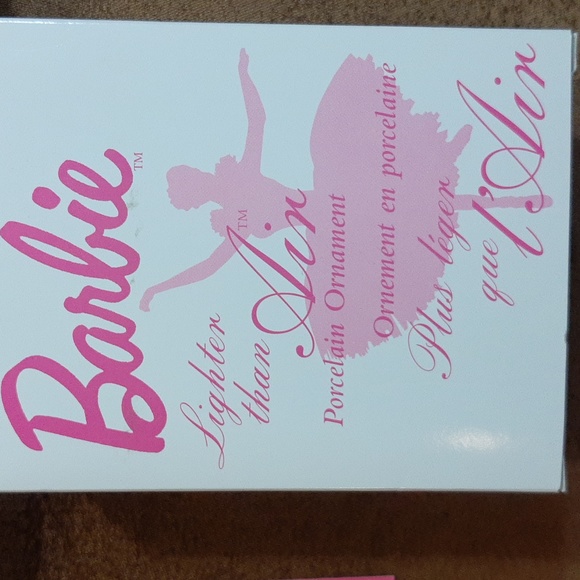 Barbie™
Lighter
than Air™
Porcelain Ornament
Ornement en porcelaine
Plus léger
que l'Air